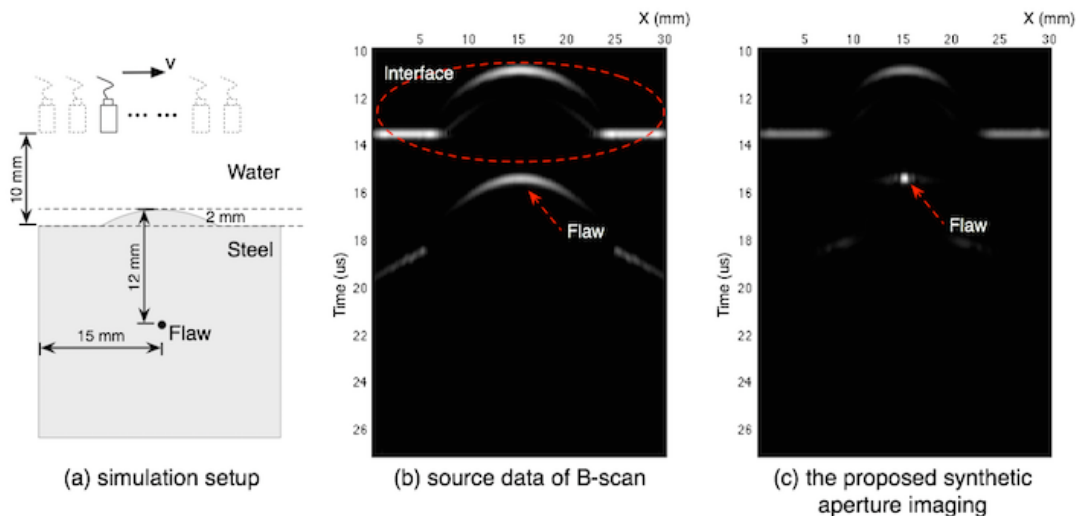 V
10 mm
Water
2 mm
Steel
12 mm
Flaw
15 mm
(a) simulation setup
X (mm)
5 10 15 20 25 30
10
12
14
16
18
20
22
24
26
Time (us)
Interface
Flaw
(b) source data of B-scan
X (mm)
5 10 15 20 25 30
10
12
14
16
18
20
22
24
26
Time (us)
Flaw
(c) the proposed synthetic
aperture imaging